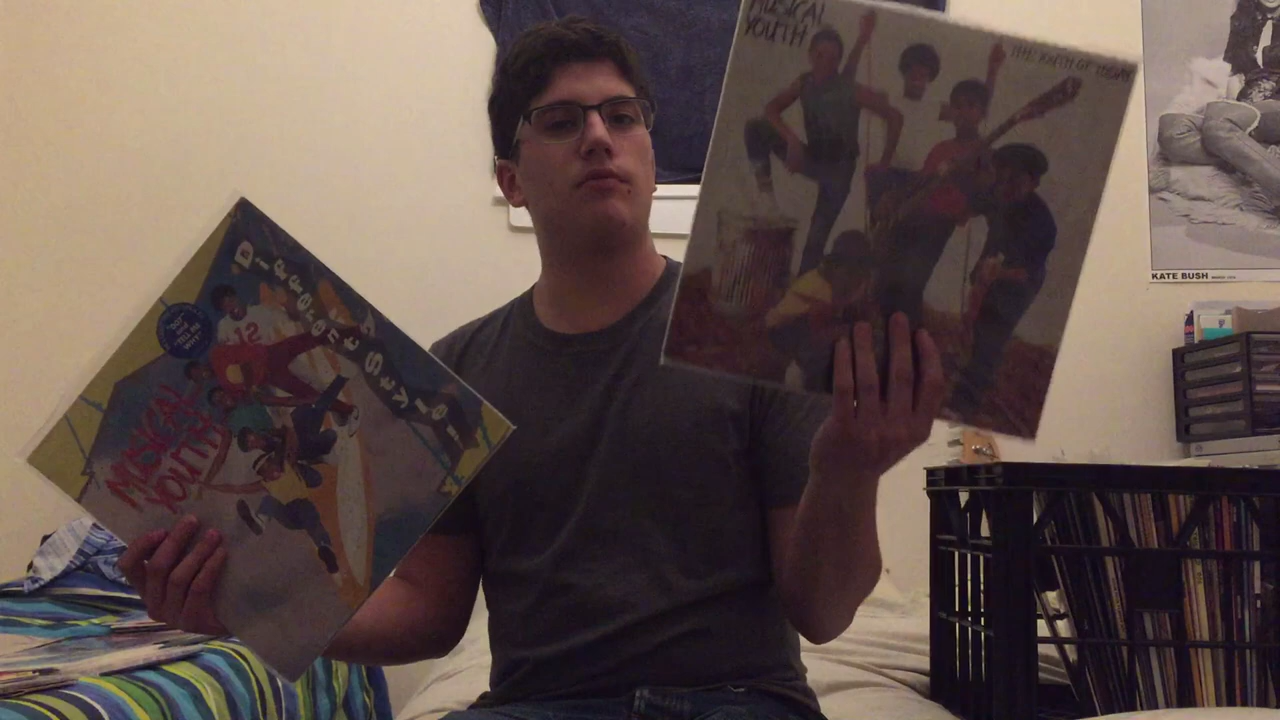 MUSICAL
YOUTH
THE YOUTH OF TODAY
Different Style!
MUSICAL
YOUTH
KATE BUSH